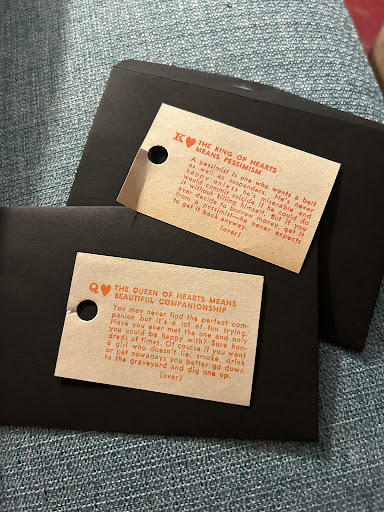 K♥ THE KING OF HEARTS
MEANS PESSIMISM
A pessimist is one who wants a belt
as well as suspenders. He's never
happy unless he's miserable and
would commit suicide if he could do
it without killing himself. But if you
ever decide to borrow money, get it
from a pessimist—he never expects
to get it back anyway.
(over)
Q♥ THE QUEEN OF HEARTS MEANS
BEAUTIFUL COMPANIONSHIP
You may never find the perfect com-
panion but it's a lot of fun trying.
Have you ever met the one and only
you could be happy with? Sure hun-
dreds of times. Of course if you want
a girl who doesn't lie, smoke, drink
or pet nowadays you better go down
to the graveyard and dig one up.
(over)